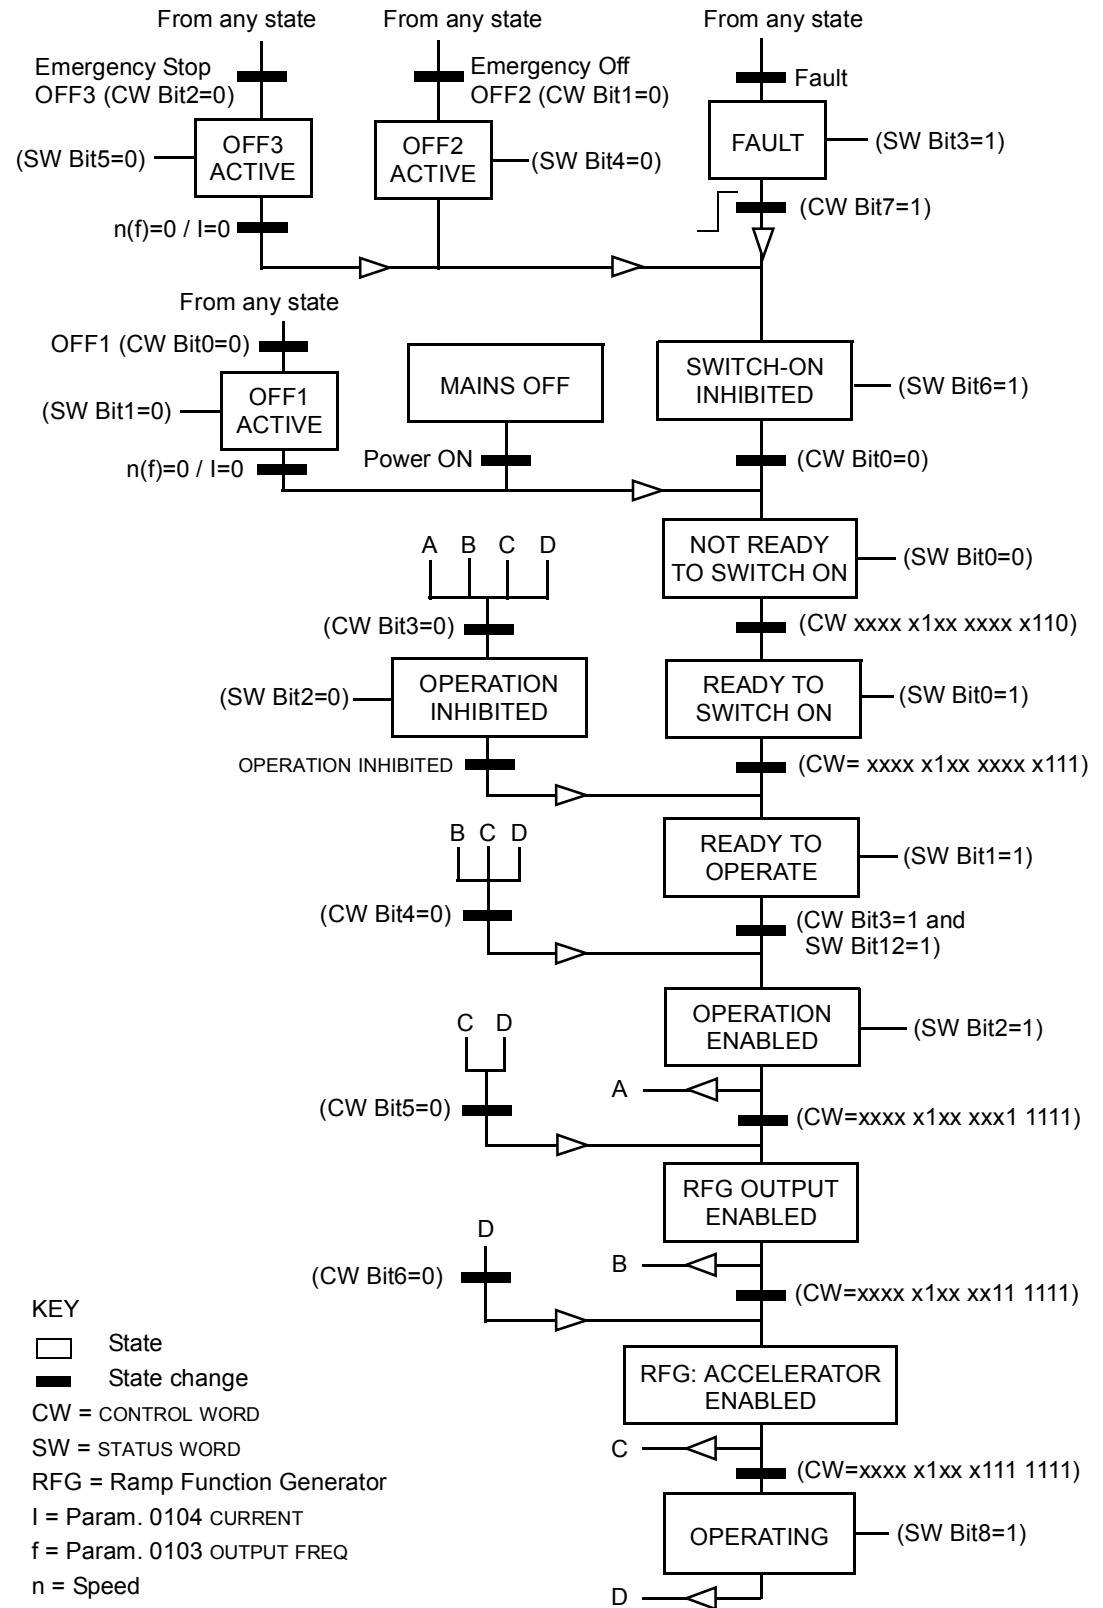 From any state
From any state
From any state
Emergency Stop
OFF3 (CW Bit2=0)
Emergency Off
OFF2 (CW Bit1=0)
Fault
OFF3
ACTIVE
(SW Bit5=0)
OFF2
ACTIVE
(SW Bit4=0)
FAULT
(SW Bit3=1)
n(f)=0 / I=0
(CW Bit7=1)
From any state
OFF1 (CW Bit0=0)
OFF1
ACTIVE
(SW Bit1=0)
MAINS OFF
SWITCH-ON
INHIBITED
(SW Bit6=1)
n(f)=0 / I=0
Power ON
(CW Bit0=0)
A B C D
NOT READY
TO SWITCH ON
(SW Bit0=0)
(CW Bit3=0)
(CW xxxx x1xx xxxx x110)
(SW Bit2=0)
OPERATION
INHIBITED
READY TO
SWITCH ON
(SW Bit0=1)
OPERATION INHIBITED
(CW= xxxx x1xx xxxx x111)
B C D
READY TO
OPERATE
(SW Bit1=1)
(CW Bit4=0)
(CW Bit3=1 and
SW Bit12=1)
C D
OPERATION
ENABLED
(SW Bit2=1)
A
(CW Bit5=0)
(CW=xxxx x1xx xxx1 1111)
RFG OUTPUT
ENABLED
D
B
(CW Bit6=0)
(CW=xxxx x1xx xx11 1111)
RFG: ACCELERATOR
ENABLED
C
(CW=xxxx x1xx x111 1111)
OPERATING
(SW Bit8=1)
D
KEY
State
State change
CW = CONTROL WORD
SW = STATUS WORD
RFG = Ramp Function Generator
I = Param. 0104 CURRENT
f = Param. 0103 OUTPUT FREQ
n = Speed